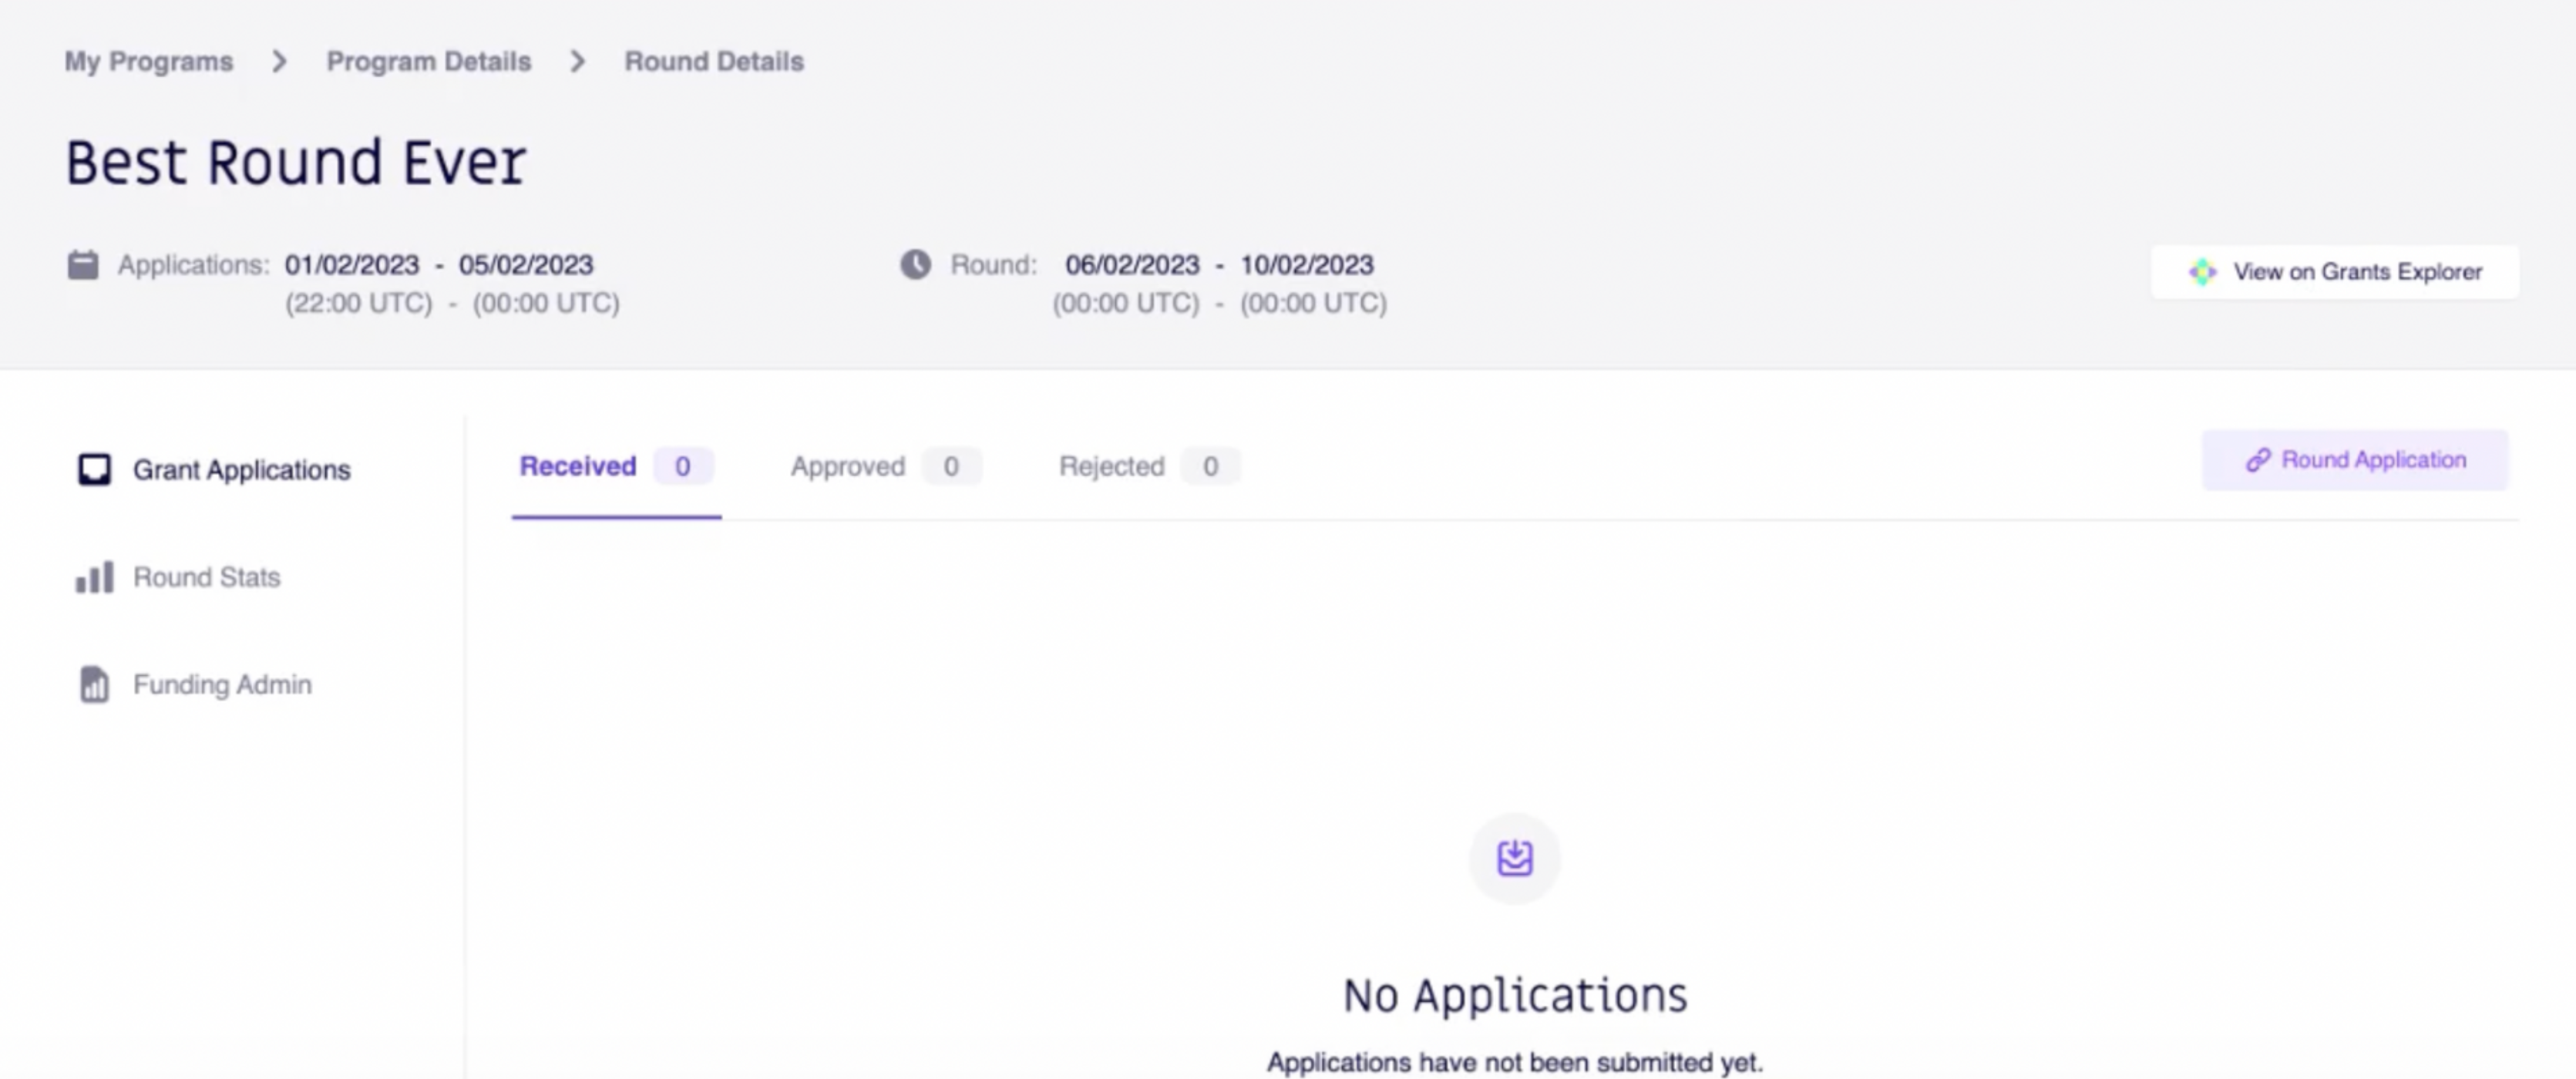 My Programs > Program Details > Round Details
Best Round Ever
Applications: 01/02/2023 - 05/02/2023
(22:00 UTC) - (00:00 UTC)
Round: 06/02/2023 - 10/02/2023
(00:00 UTC) - (00:00 UTC)
View on Grants Explorer
Grant Applications
Round Stats
Funding Admin
Received 0 Approved 0 Rejected 0
Round Application
No Applications
Applications have not been submitted yet.